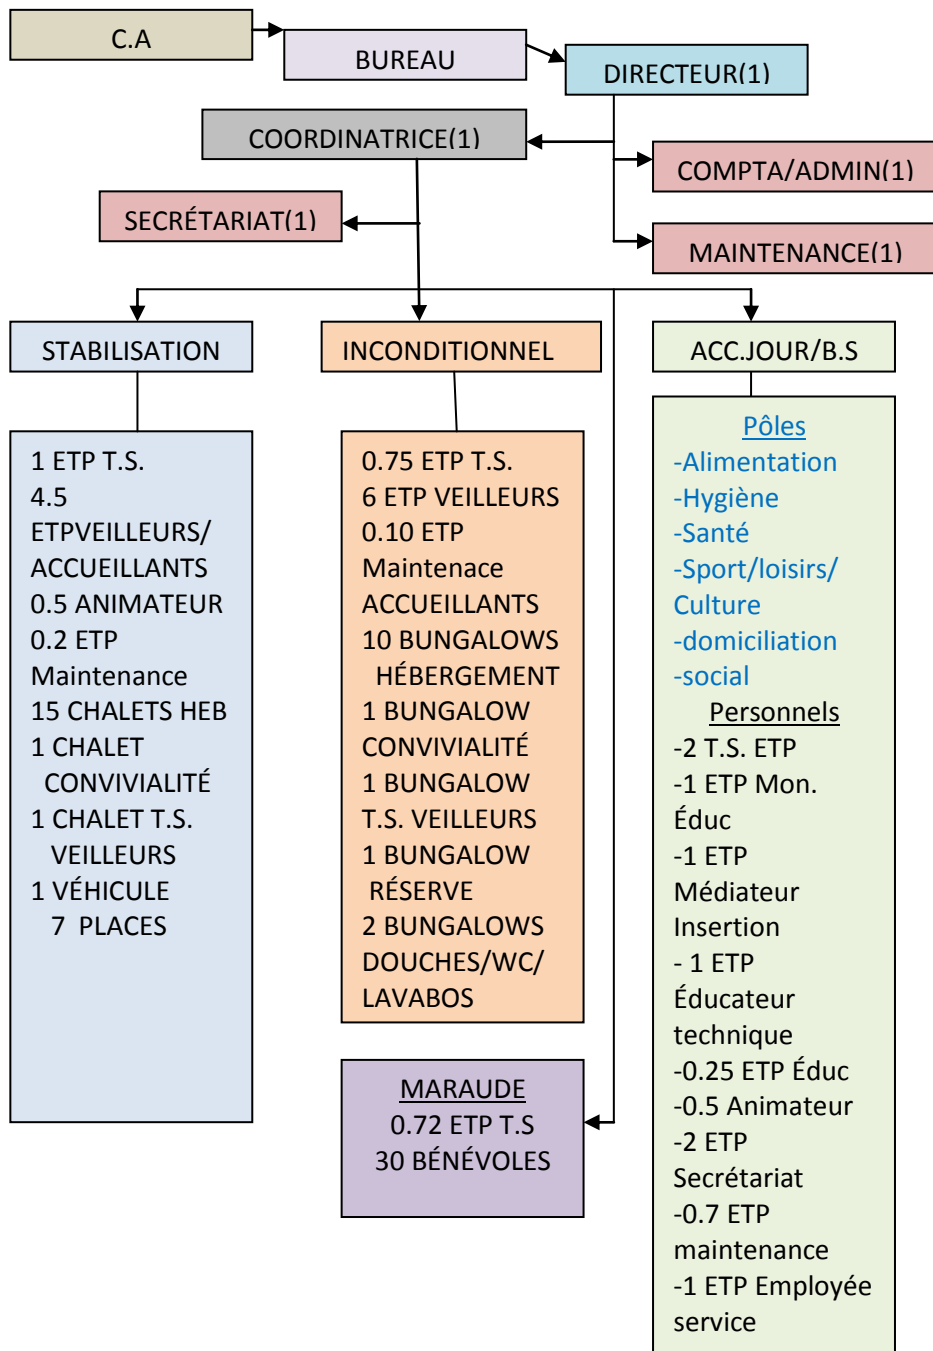 C.A
BUREAU
DIRECTEUR(1)
COORDINATRICE(1)
COMPTA/ADMIN(1)
SECRÉTARIAT(1)
MAINTENANCE(1)
STABILISATION
1 ETP T.S.
4.5
ETPVEILLEURS/
ACCUEILLANTS
0.5 ANIMATEUR
0.2 ETP
Maintenance
15 CHALETS HEB
1 CHALET
CONVIVIALITÉ
1 CHALET T.S.
VEILLEURS
1 VÉHICULE
7 PLACES
INCONDITIONNEL
0.75 ETP T.S.
6 ETP VEILLEURS
0.10 ETP
Maintenace
ACCUEILLANTS
10 BUNGALOWS
HÉBERGEMENT
1 BUNGALOW
CONVIVIALITÉ
1 BUNGALOW
T.S. VEILLEURS
1 BUNGALOW
RÉSERVE
2 BUNGALOWS
DOUCHES/WC/
LAVABOS
MARAUDE
0.72 ETP T.S
30 BÉNÉVOLES
ACC.JOUR/B.S
Pôles
-Alimentation
-Hygiène
-Santé
-Sport/loisirs/
Culture
-domiciliation
-social
Personnels
-2 T.S. ETP
-1 ETP Mon.
Éduc
-1 ETP
Médiateur
Insertion
- 1 ETP
Éducateur
technique
-0.25 ETP Éduc
-0.5 Animateur
-2 ETP
Secrétariat
-0.7 ETP
maintenance
-1 ETP Employée
service